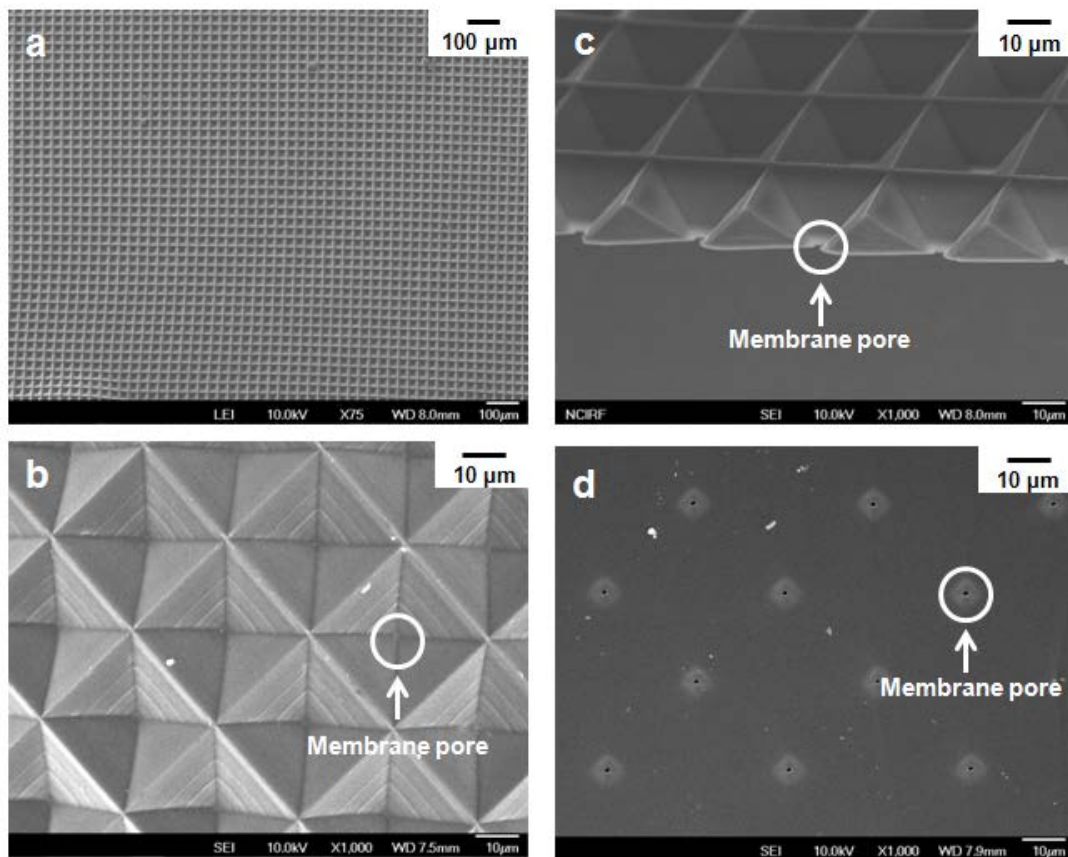 a
100 µm
LEI 10.0kV X75 WD 8.0mm 100µm
c
10 µm
Membrane pore
NCIRF SEI 10.0kV X1,000 WD 8.0mm 10µm
b
10 µm
Membrane pore
SEI 10.0kV X1,000 WD 7.5mm 10µm
d
10 µm
Membrane pore
SEI 10.0kV X1,000 WD 7.9mm 10µm